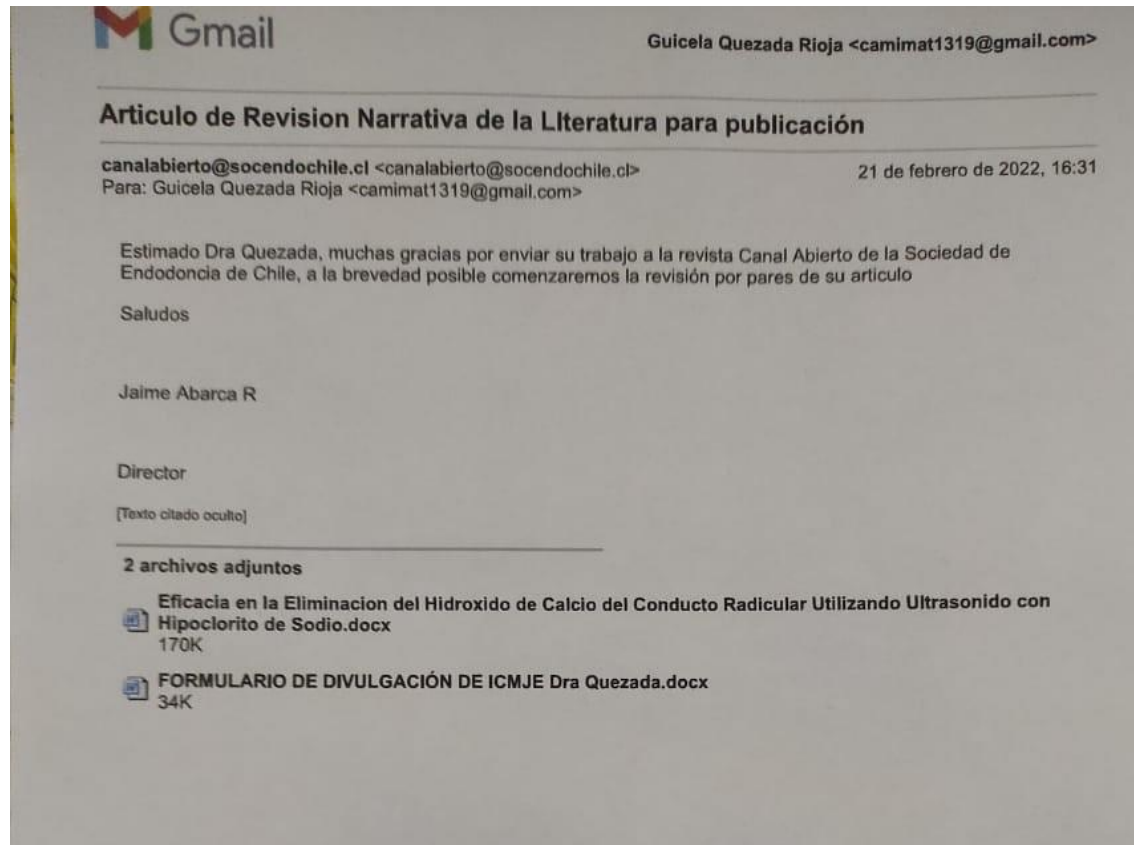 Gmail
Guicela Quezada Rioja <camimat1319@gmail.com>
Articulo de Revision Narrativa de la LIteratura para publicación
canalabierto@socendochile.cl <canalabierto@socendochile.cl>
21 de febrero de 2022, 16:31
Para: Guicela Quezada Rioja <camimat1319@gmail.com>
Estimado Dra Quezada, muchas gracias por enviar su trabajo a la revista Canal Abierto de la Sociedad de
Endodoncia de Chile, a la brevedad posible comenzaremos la revisión por pares de su articulo
Saludos
Jaime Abarca R
Director
[Texto citado oculto]
2 archivos adjuntos
Eficacia en la Eliminacion del Hidroxido de Calcio del Conducto Radicular Utilizando Ultrasonido con
Hipoclorito de Sodio.docx
170K
FORMULARIO DE DIVULGACIÓN DE ICMJE Dra Quezada.docx
34K